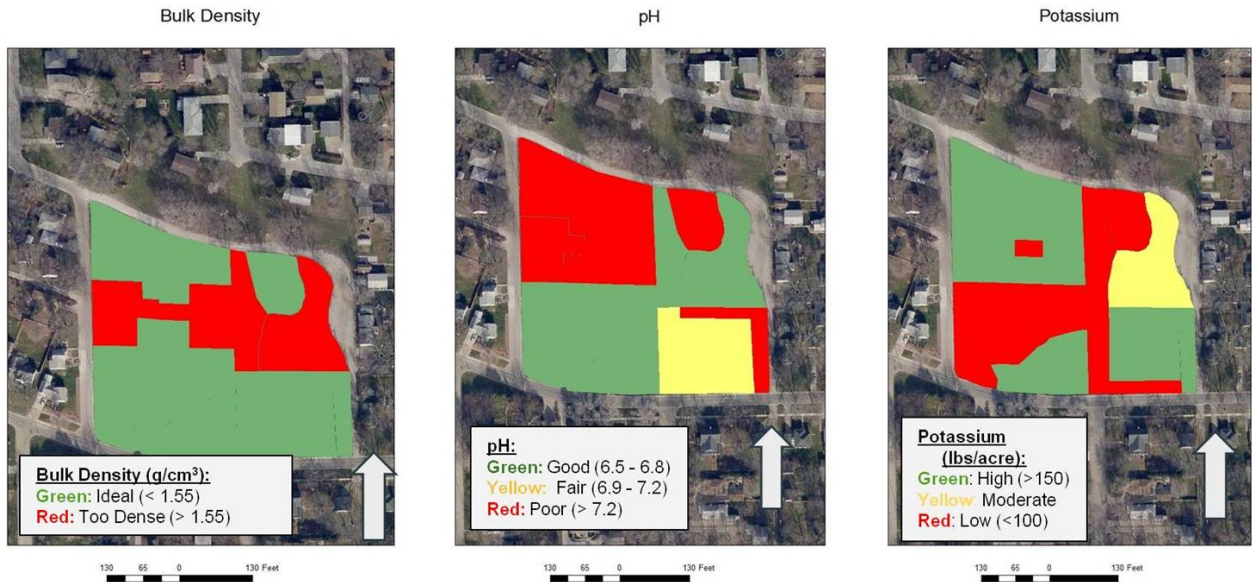 Bulk Density
pH
Potassium
Bulk Density (g/cm³):
Green: Ideal (< 1.55)
Red: Too Dense (> 1.55)
pH:
Green: Good (6.5 - 6.8)
Yellow: Fair (6.9 - 7.2)
Red: Poor (> 7.2)
Potassium
(lbs/acre):
Green: High (>150)
Yellow: Moderate
Red: Low (<100)
130 65 0 130 Feet
130 65 0 130 Feet
130 65 0 130 Feet